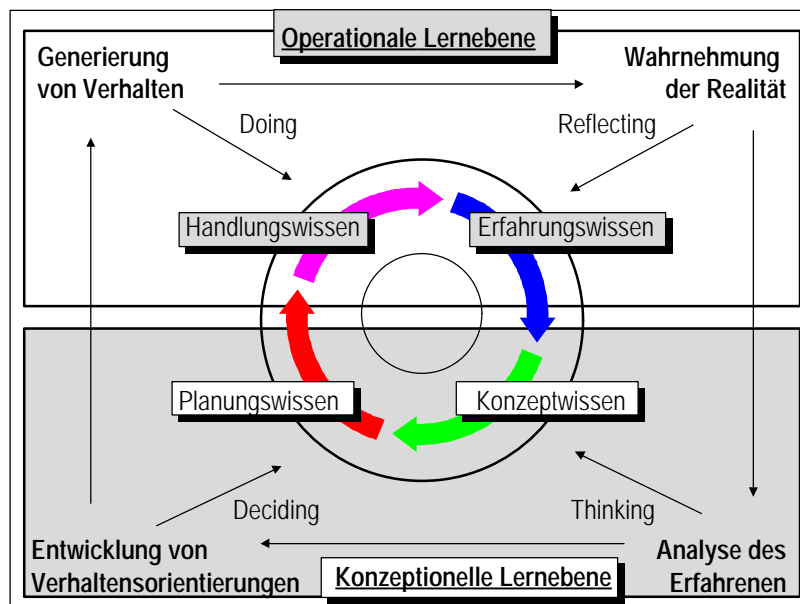 Operationale Lernebene
Generierung
von Verhalten
Wahrnehmung
der Realität
Doing
Reflecting
Handlungswissen
Erfahrungswissen
Planungswissen
Konzeptwissen
Deciding
Thinking
Entwicklung von
Verhaltensorientierungen
Konzeptionelle Lernebene
Analyse des
Erfahrenen